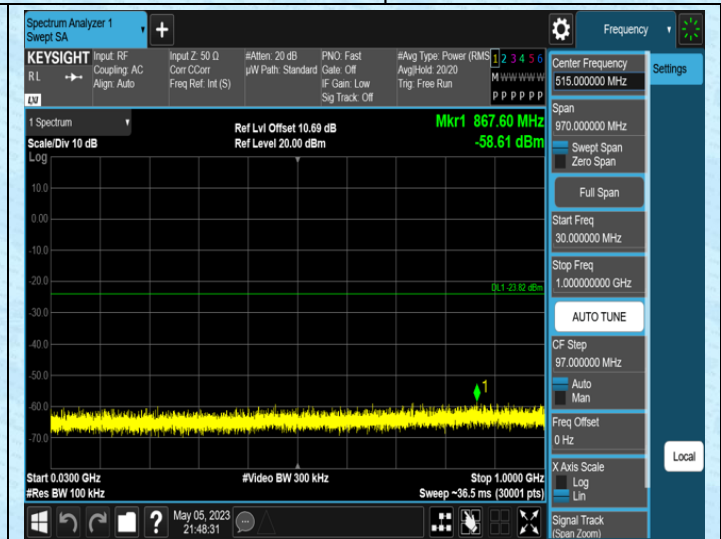 Spectrum Analyzer 1
Swept SA
+
Frequency
KEYSIGHT
RL
Input: RF
Coupling: AC
Align: Auto
Input Z: 50 Ω
Corr CCorr
Freq Ref: Int (S)
#Atten: 20 dB
µW Path: Standard
PNO: Fast
Gate: Off
IF Gain: Low
Sig Track: Off
#Avg Type: Power (RMS
Avg|Hold: 20/20
Trig: Free Run
1 2 3 4 5 6
M W W W W W
P P P P P P
1 Spectrum
Scale/Div 10 dB
Log
Ref Lvl Offset 10.69 dB
Ref Level 20.00 dBm
Mkr1 867.60 MHz
-58.61 dBm
10.0
0.00
-10.0
-20.0
-30.0
-40.0
-50.0
-60.0
-70.0
DL1 -23.82 dBm
1
Start 0.0300 GHz
#Res BW 100 kHz
#Video BW 300 kHz
Stop 1.0000 GHz
Sweep ~36.5 ms (30001 pts)
?
May 05, 2023
21:48:31
Center Frequency
515.000000 MHz
Span
970.000000 MHz
Swept Span
Zero Span
Full Span
Start Freq
30.000000 MHz
Stop Freq
1.000000000 GHz
AUTO TUNE
CF Step
97.000000 MHz
Auto
Man
Freq Offset
0 Hz
X Axis Scale
Log
Lin
Signal Track
(Span Zoom)
Settings
Local